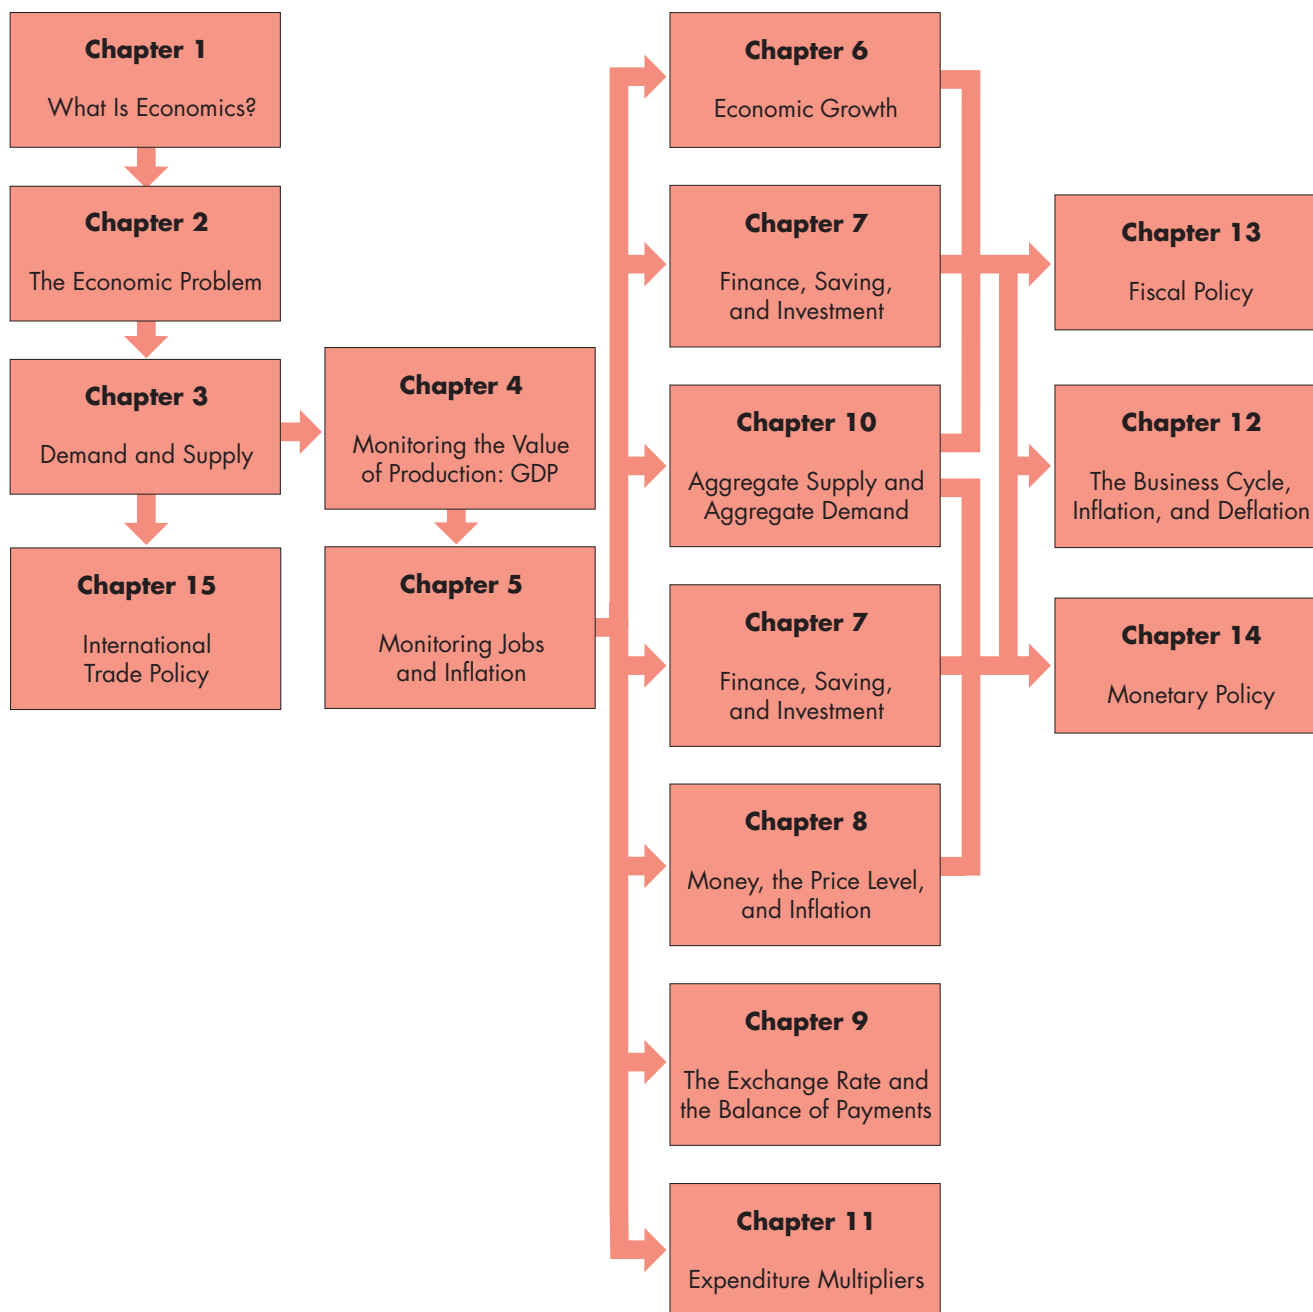 Chapter 1
What Is Economics?
Chapter 2
The Economic Problem
Chapter 3
Demand and Supply
Chapter 15
International
Trade Policy
Chapter 4
Monitoring the Value
of Production: GDP
Chapter 5
Monitoring Jobs
and Inflation
Chapter 6
Economic Growth
Chapter 7
Finance, Saving,
and Investment
Chapter 10
Aggregate Supply and
Aggregate Demand
Chapter 7
Finance, Saving,
and Investment
Chapter 8
Money, the Price Level,
and Inflation
Chapter 9
The Exchange Rate and
the Balance of Payments
Chapter 11
Expenditure Multipliers
Chapter 13
Fiscal Policy
Chapter 12
The Business Cycle,
Inflation, and Deflation
Chapter 14
Monetary Policy